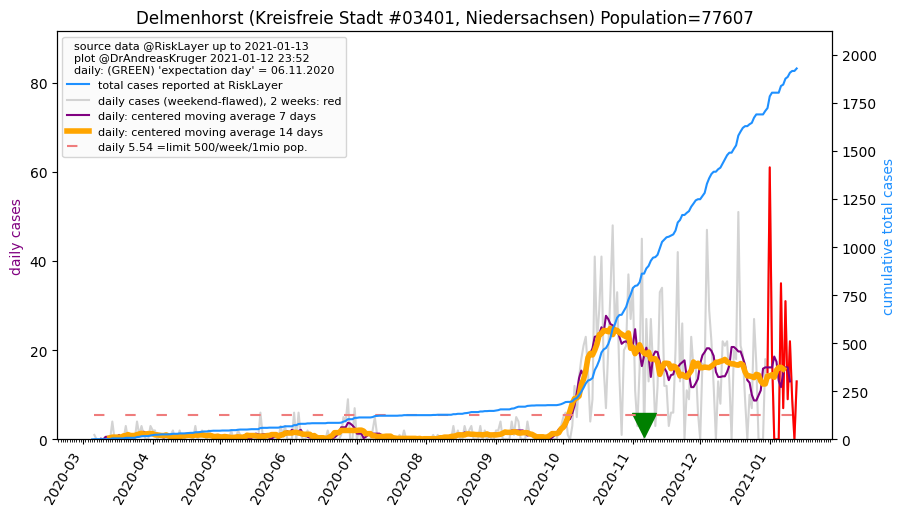 Delmenhorst (Kreisfreie Stadt #03401, Niedersachsen) Population=77607
source data @RiskLayer up to 2021-01-13
plot @DrAndreasKruger 2021-01-12 23:52
daily: (GREEN) 'expectation day' = 06.11.2020
total cases reported at RiskLayer
daily cases (weekend-flawed), 2 weeks: red
daily: centered moving average 7 days
daily: centered moving average 14 days
daily 5.54 =limit 500/week/1mio pop.
daily cases
80
60
40
20
0
cumulative total cases
2000
1750
1500
1250
1000
750
500
250
0
2020-03
2020-04
2020-05
2020-06
2020-07
2020-08
2020-09
2020-10
2020-11
2020-12
2021-01